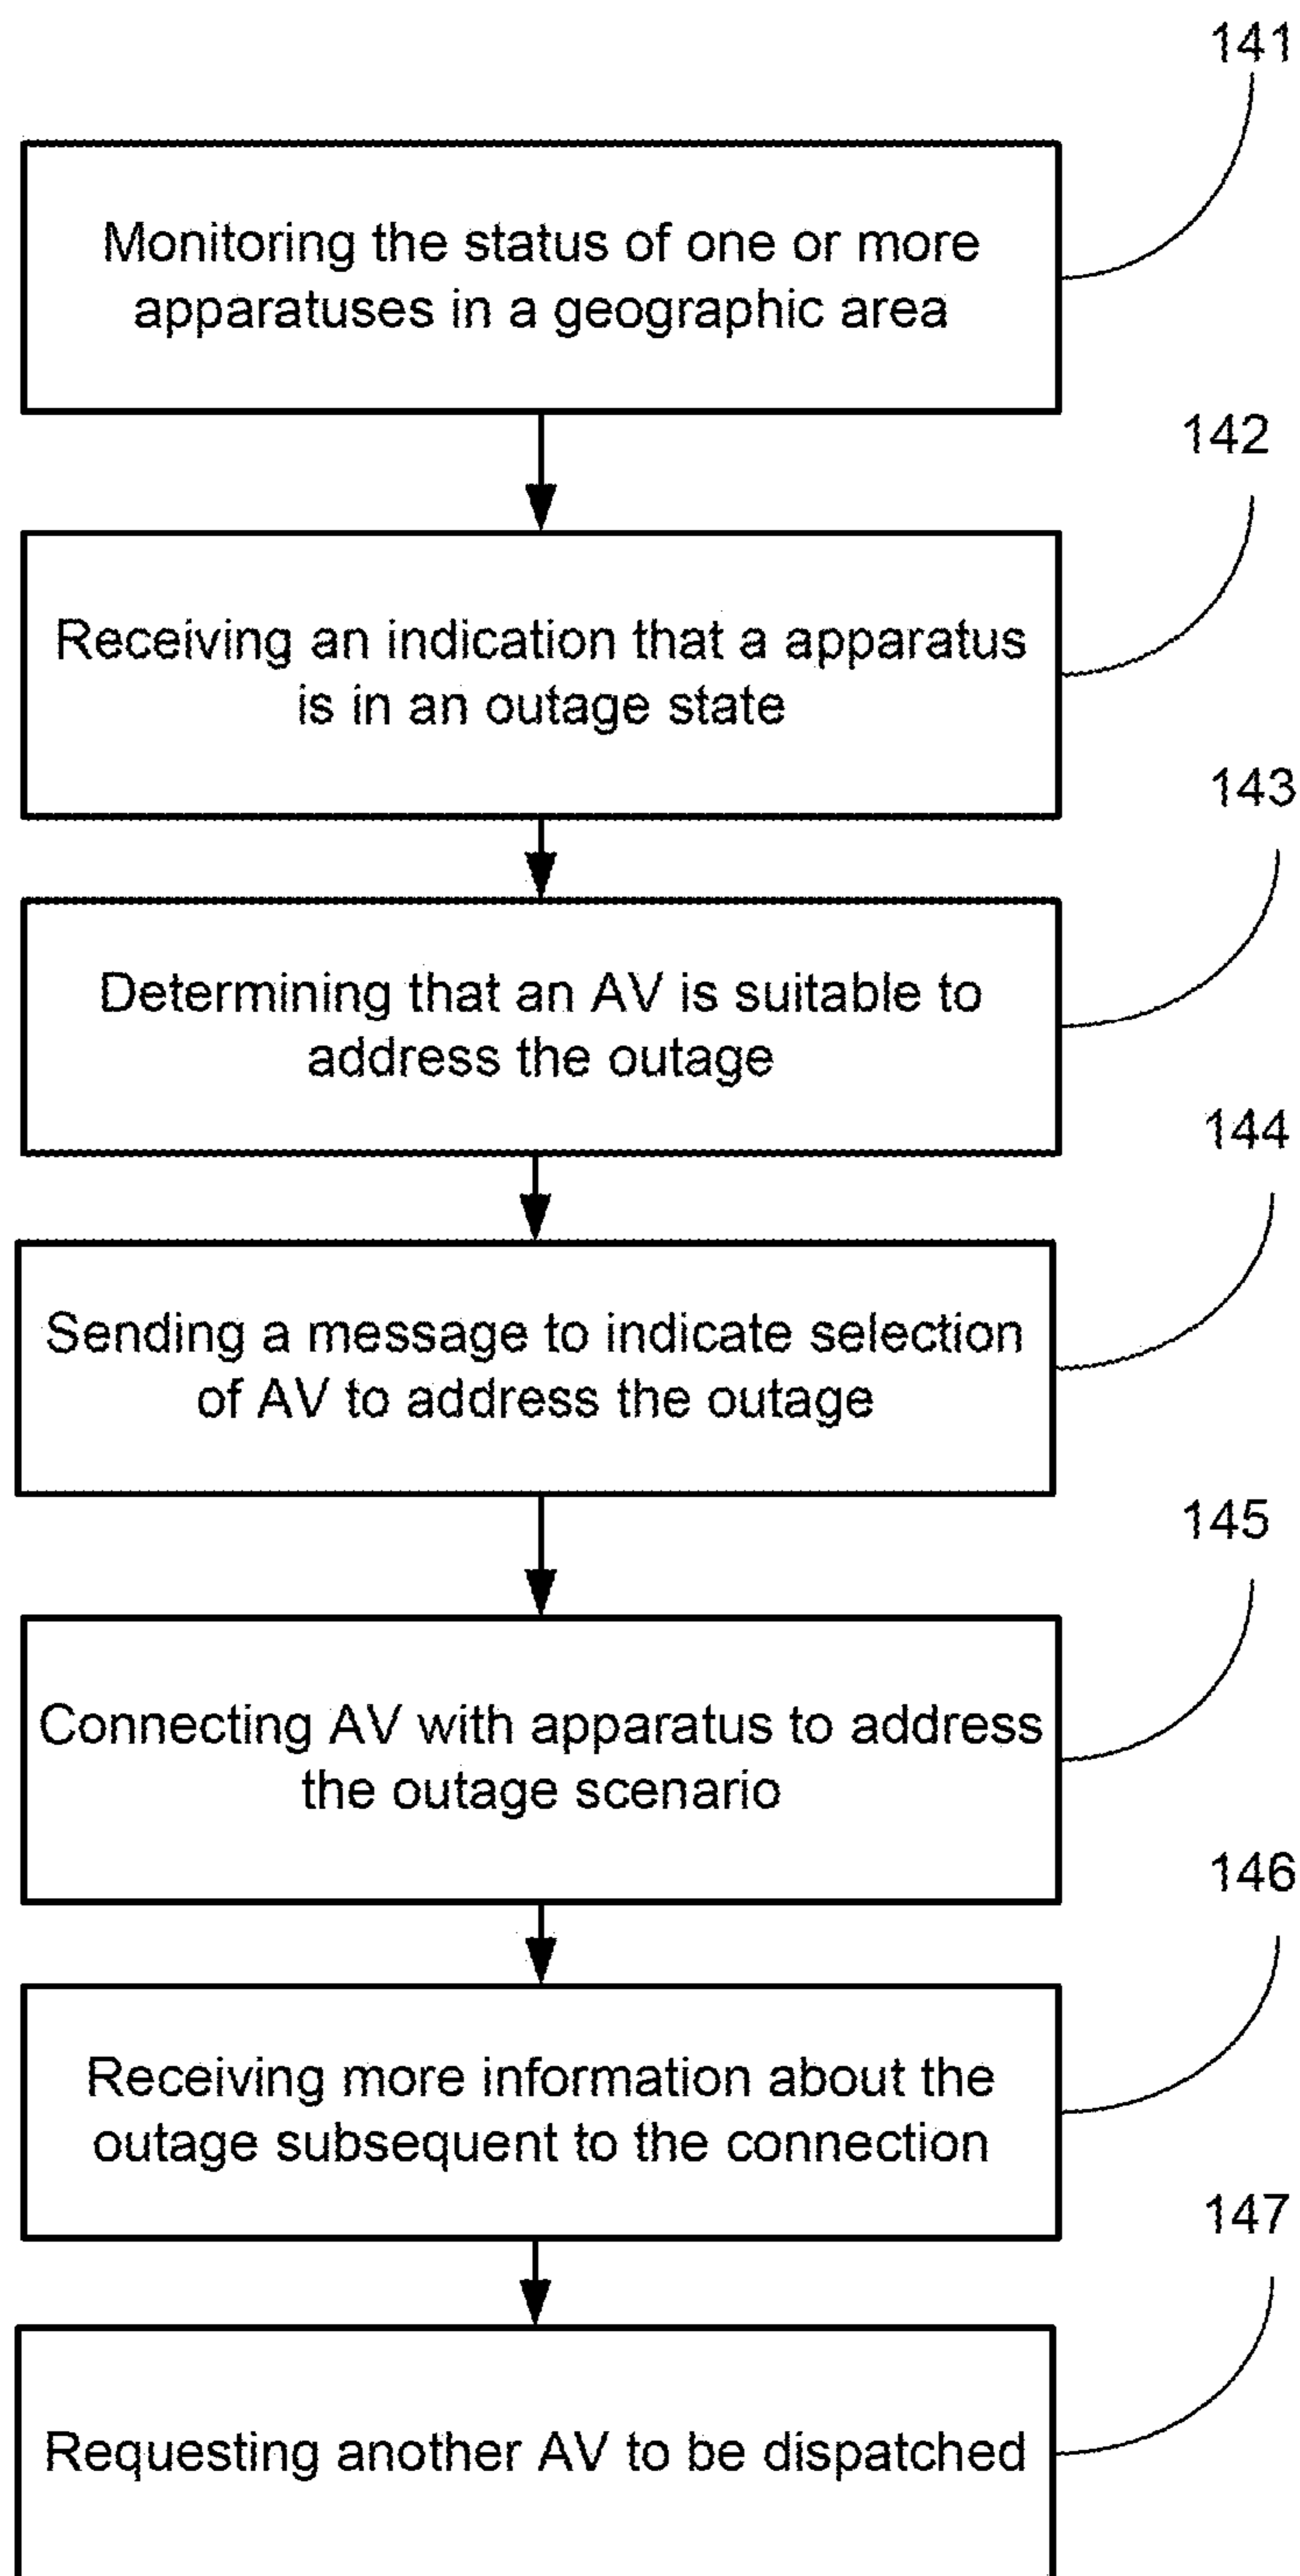 141
Monitoring the status of one or more
apparatuses in a geographic area
142
Receiving an indication that a apparatus
is in an outage state
143
Determining that an AV is suitable to
address the outage
144
Sending a message to indicate selection
of AV to address the outage
145
Connecting AV with apparatus to address
the outage scenario
146
Receiving more information about the
outage subsequent to the connection
147
Requesting another AV to be dispatched